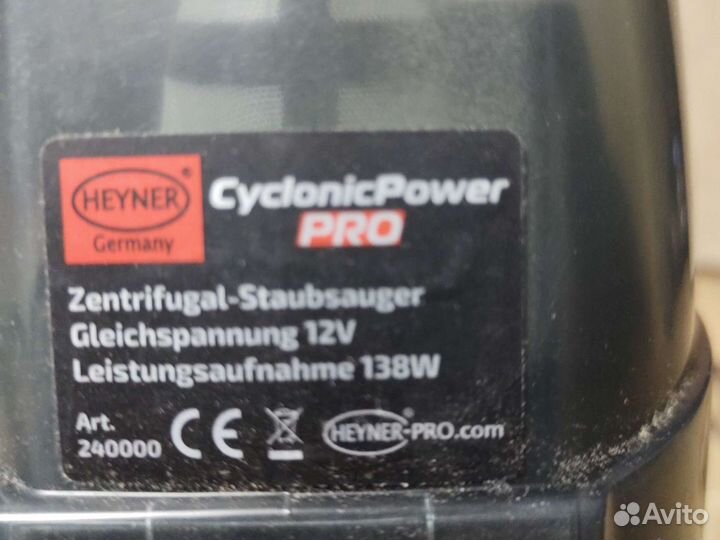 HEYNER®
Germany
CyclonicPower
PRO
Zentrifugal-Staubsauger
Gleichspannung 12V
Leistungsaufnahme 138W
Art.
240000
CE
HEYNER-PRO.com®
Avito